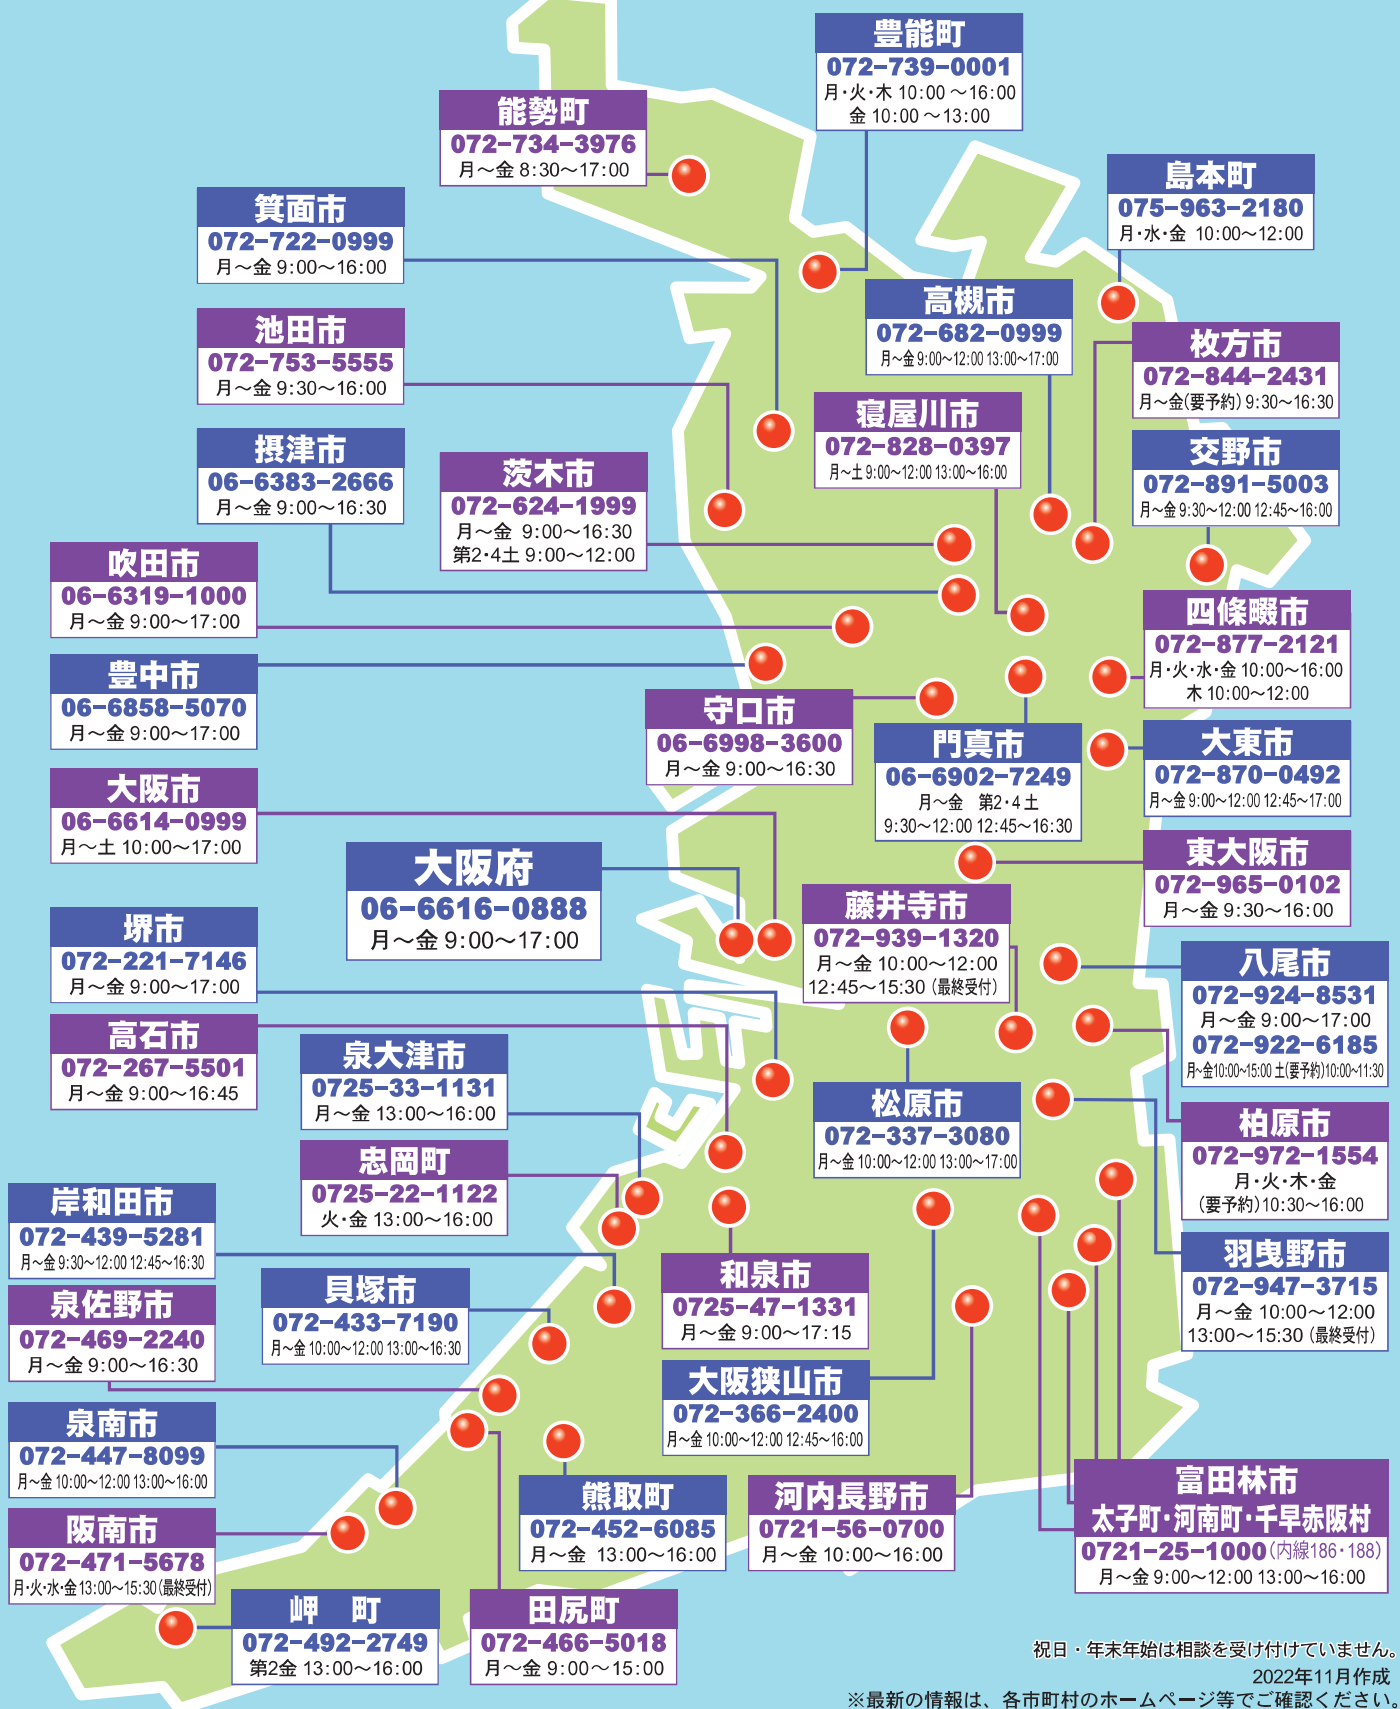 豊能町
072-739-0001
月・火・木 10:00 ～16:00
金 10:00 ～13:00
能勢町
072-734-3976
月～金 8:30～17:00
島本町
075-963-2180
月・水・金 10:00～12:00
箕面市
072-722-0999
月～金 9:00～16:00
高槻市
072-682-0999
月～金 9:00～12:00 13:00～17:00
池田市
072-753-5555
月～金 9:30～16:00
枚方市
072-844-2431
月～金(要予約) 9:30～16:30
寝屋川市
072-828-0397
月～土 9:00～12:00 13:00～16:00
摂津市
06-6383-2666
月～金 9:00～16:30
茨木市
072-624-1999
月～金 9:00～16:30
第2・4土 9:00～12:00
交野市
072-891-5003
月～金 9:30～12:00 12:45～16:00
吹田市
06-6319-1000
月～金 9:00～17:00
四條畷市
072-877-2121
月・火・水・金 10:00～16:00
木 10:00～12:00
豊中市
06-6858-5070
月～金 9:00～17:00
守口市
06-6998-3600
月～金 9:00～16:30
門真市
06-6902-7249
月～金 第2・4 土
9:30～12:00 12:45～16:30
大東市
072-870-0492
月～金 9:00～12:00 12:45～17:00
大阪市
06-6614-0999
月～土 10:00～17:00
東大阪市
072-965-0102
月～金 9:30～16:00
大阪府
06-6616-0888
月～金 9:00～17:00
藤井寺市
072-939-1320
月～金 10:00～12:00
12:45～15:30 (最終受付)
堺市
072-221-7146
月～金 9:00～17:00
八尾市
072-924-8531
月～金 9:00～17:00
072-922-6185
月～金10:00～15:00 土(要予約)10:00～11:30
高石市
072-267-5501
月～金 9:00～16:45
泉大津市
0725-33-1131
月～金 13:00～16:00
松原市
072-337-3080
月～金 10:00～12:00 13:00～17:00
柏原市
072-972-1554
月・火・木・金
(要予約)10:30～16:00
忠岡町
0725-22-1122
火・金 13:00～16:00
岸和田市
072-439-5281
月～金 9:30～12:00 12:45～16:30
羽曳野市
072-947-3715
月～金 10:00～12:00
13:00～15:30 (最終受付)
和泉市
0725-47-1331
月～金 9:00～17:15
貝塚市
072-433-7190
月～金 10:00～12:00 13:00～16:30
泉佐野市
072-469-2240
月～金 9:00～16:30
大阪狭山市
072-366-2400
月～金 10:00～12:00 12:45～16:00
泉南市
072-447-8099
月～金 10:00～12:00 13:00～16:00
富田林市
太子町・河南町・千早赤阪村
0721-25-1000(内線186・188)
月～金 9:00～12:00 13:00～16:00
熊取町
072-452-6085
月～金 13:00～16:00
河内長野市
0721-56-0700
月～金 10:00～16:00
阪南市
072-471-5678
月・火・水・金13:00～15:30(最終受付)
岬 町
072-492-2749
第2金 13:00～16:00
田尻町
072-466-5018
月～金 9:00～15:00
祝日・年末年始は相談を受け付けていません。
2022年11月作成
※最新の情報は、各市町村のホームページ等でご確認ください。